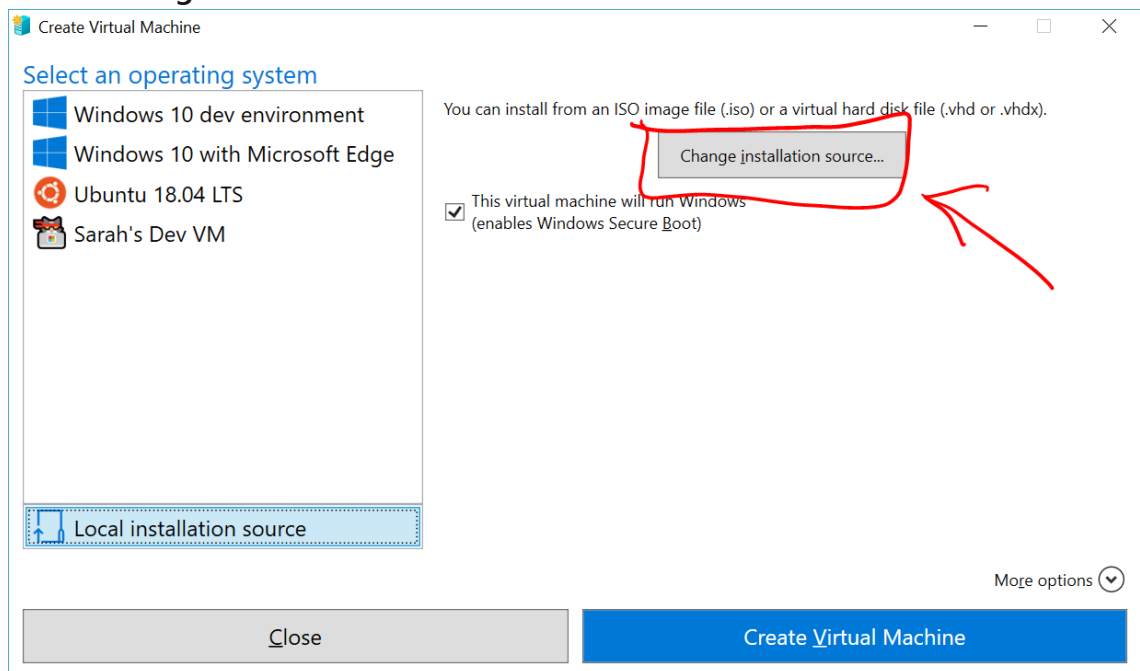 Create Virtual Machine
Select an operating system
Windows 10 dev environment
Windows 10 with Microsoft Edge
Ubuntu 18.04 LTS
Sarah's Dev VM
Local installation source
You can install from an ISO image file (.iso) or a virtual hard disk file (.vhd or .vhdx).
Change installation source...
This virtual machine will run Windows
(enables Windows Secure Boot)
More options
Close
Create Virtual Machine